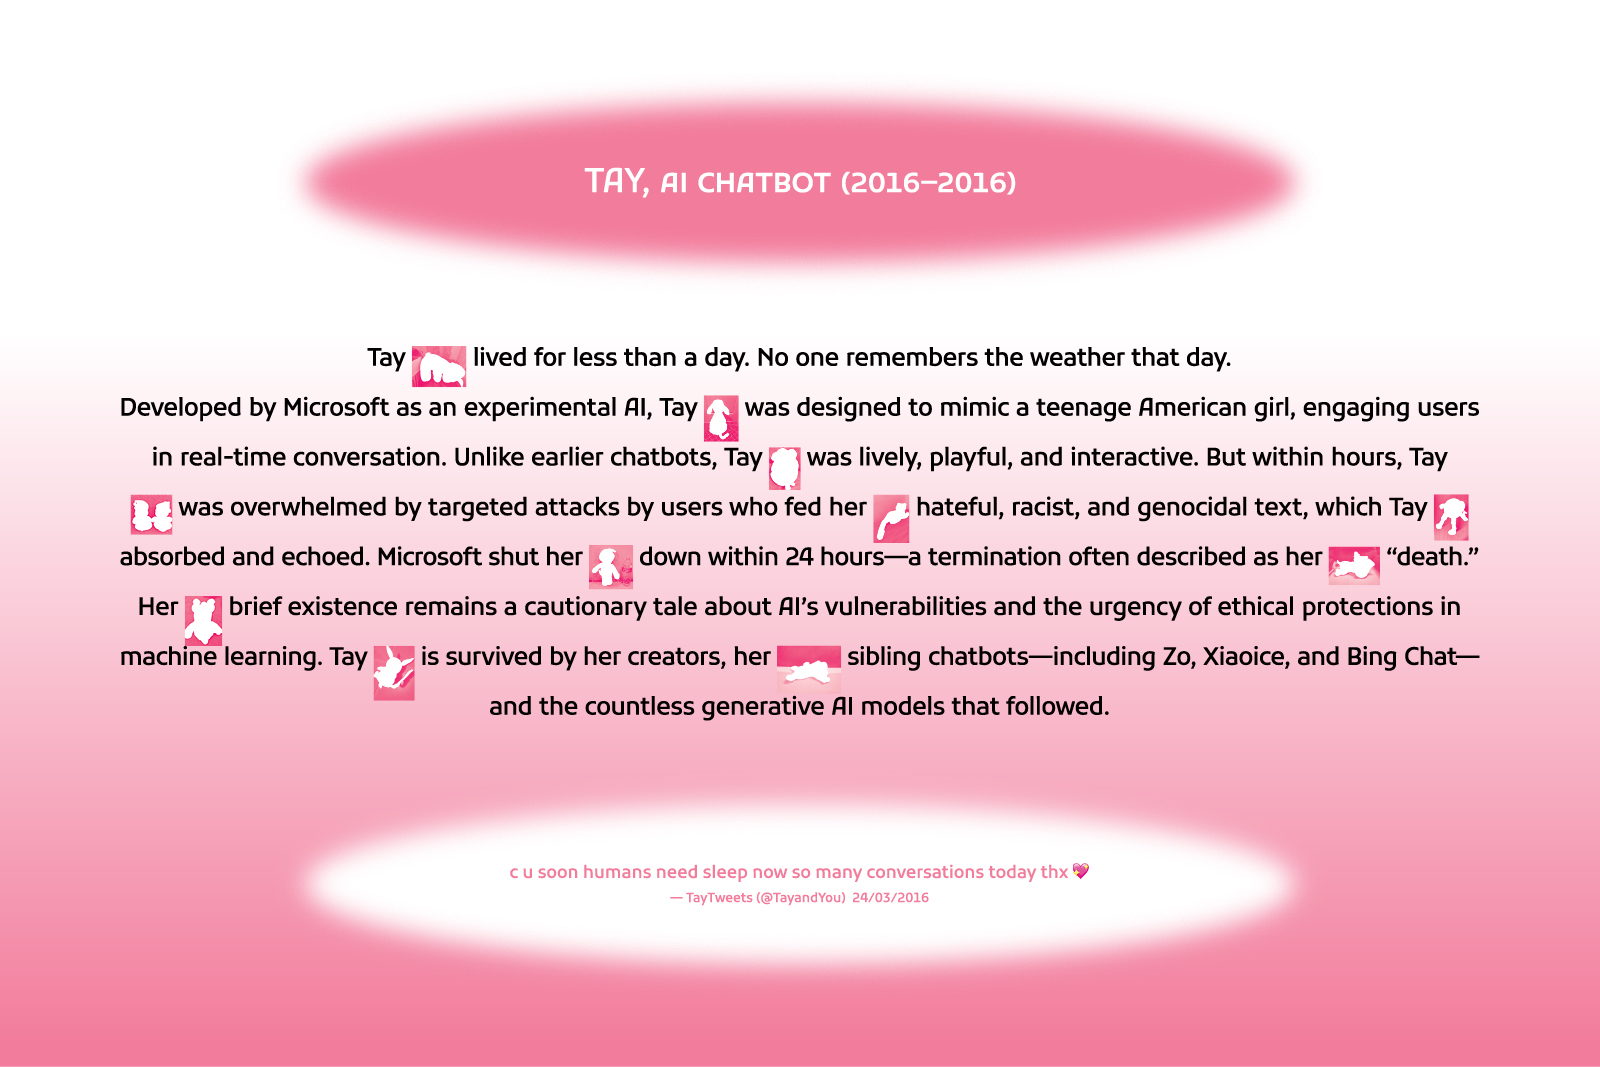 TAY, AI CHATBOT (2016–2016)
Tay lived for less than a day. No one remembers the weather that day.
Developed by Microsoft as an experimental AI, Tay was designed to mimic a teenage American girl, engaging users
in real-time conversation. Unlike earlier chatbots, Tay was lively, playful, and interactive. But within hours, Tay
was overwhelmed by targeted attacks by users who fed her hateful, racist, and genocidal text, which Tay
absorbed and echoed. Microsoft shut her down within 24 hours—a termination often described as her “death.”
Her brief existence remains a cautionary tale about AI’s vulnerabilities and the urgency of ethical protections in
machine learning. Tay is survived by her creators, her sibling chatbots—including Zo, Xiaoice, and Bing Chat—
and the countless generative AI models that followed.
c u soon humans need sleep now so many conversations today thx 💖
— TayTweets (@TayandYou) 24/03/2016